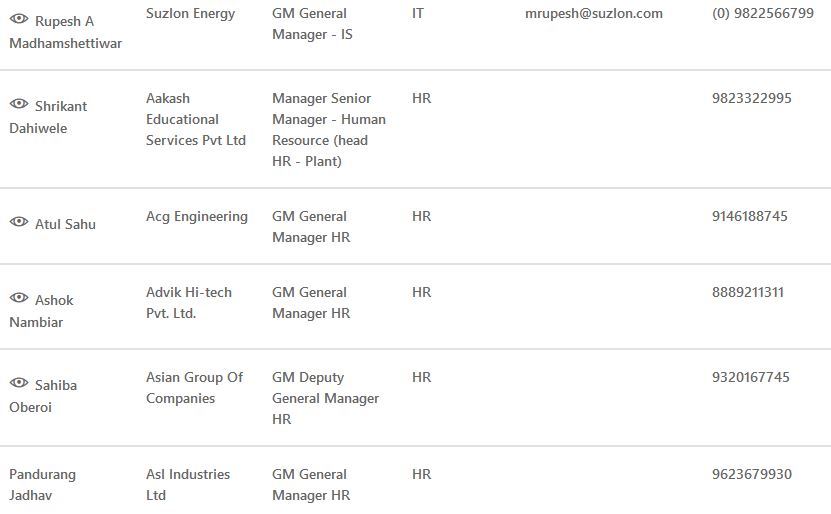 Rupesh A Madhamshettiwar Suzlon Energy GM General Manager - IS IT mrupesh@suzlon.com (0) 9822566799
Shrikant Dahiwele Aakash Educational Services Pvt Ltd Manager Senior Manager - Human Resource (head HR - Plant) HR 9823322995
Atul Sahu Acg Engineering GM General Manager HR HR 9146188745
Ashok Nambiar Advik Hi-tech Pvt. Ltd. GM General Manager HR HR 8889211311
Sahiba Oberoi Asian Group Of Companies GM Deputy General Manager HR HR 9320167745
Pandurang Jadhav Asl Industries Ltd GM General Manager HR HR 9623679930